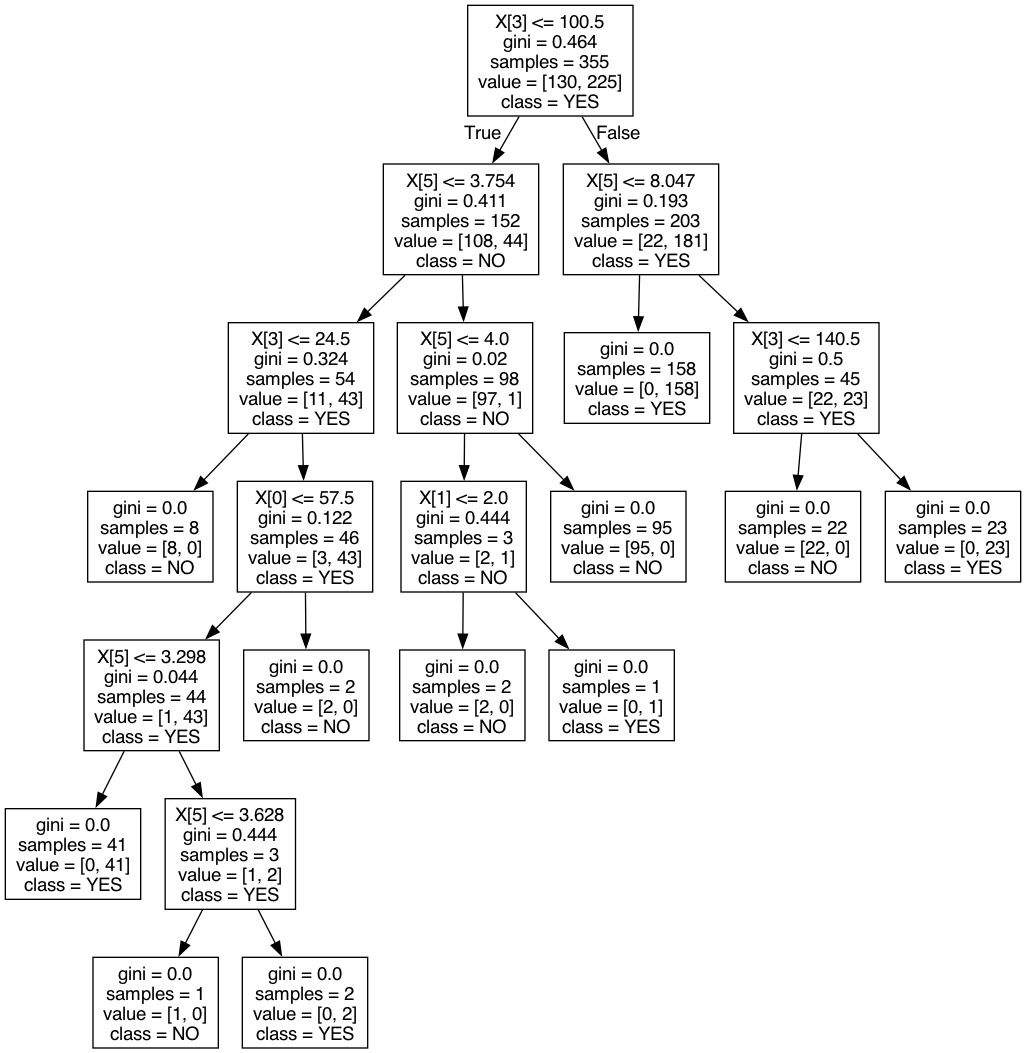 X[3] <= 100.5
gini = 0.464
samples = 355
value = [130, 225]
class = YES
True
False
X[5] <= 3.754
gini = 0.411
samples = 152
value = [108, 44]
class = NO
X[5] <= 8.047
gini = 0.193
samples = 203
value = [22, 181]
class = YES
X[3] <= 24.5
gini = 0.324
samples = 54
value = [11, 43]
class = YES
X[5] <= 4.0
gini = 0.02
samples = 98
value = [97, 1]
class = NO
gini = 0.0
samples = 158
value = [0, 158]
class = YES
X[3] <= 140.5
gini = 0.5
samples = 45
value = [22, 23]
class = YES
gini = 0.0
samples = 8
value = [8, 0]
class = NO
X[0] <= 57.5
gini = 0.122
samples = 46
value = [3, 43]
class = YES
X[1] <= 2.0
gini = 0.444
samples = 3
value = [2, 1]
class = NO
gini = 0.0
samples = 95
value = [95, 0]
class = NO
gini = 0.0
samples = 22
value = [22, 0]
class = NO
gini = 0.0
samples = 23
value = [0, 23]
class = YES
X[5] <= 3.298
gini = 0.044
samples = 44
value = [1, 43]
class = YES
gini = 0.0
samples = 2
value = [2, 0]
class = NO
gini = 0.0
samples = 2
value = [2, 0]
class = NO
gini = 0.0
samples = 1
value = [0, 1]
class = YES
gini = 0.0
samples = 41
value = [0, 41]
class = YES
X[5] <= 3.628
gini = 0.444
samples = 3
value = [1, 2]
class = YES
gini = 0.0
samples = 1
value = [1, 0]
class = NO
gini = 0.0
samples = 2
value = [0, 2]
class = YES